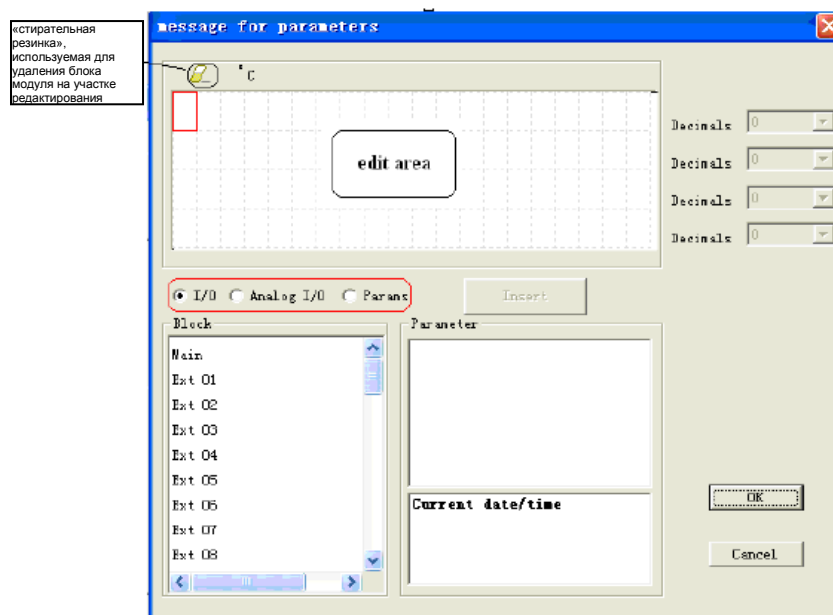 «стирательная
резинка»,
используемая для
удаления блока
модуля на участке
редактирования
message for parameters
°C
edit area
Decimals 0
Decimals 0
Decimals 0
Decimals 0
I/O Analog I/O Params
Insert
Block
Parameter
Main
Ext 01
Ext 02
Ext 03
Ext 04
Ext 05
Ext 06
Ext 07
Ext 08
Current date/time
OK
Cancel